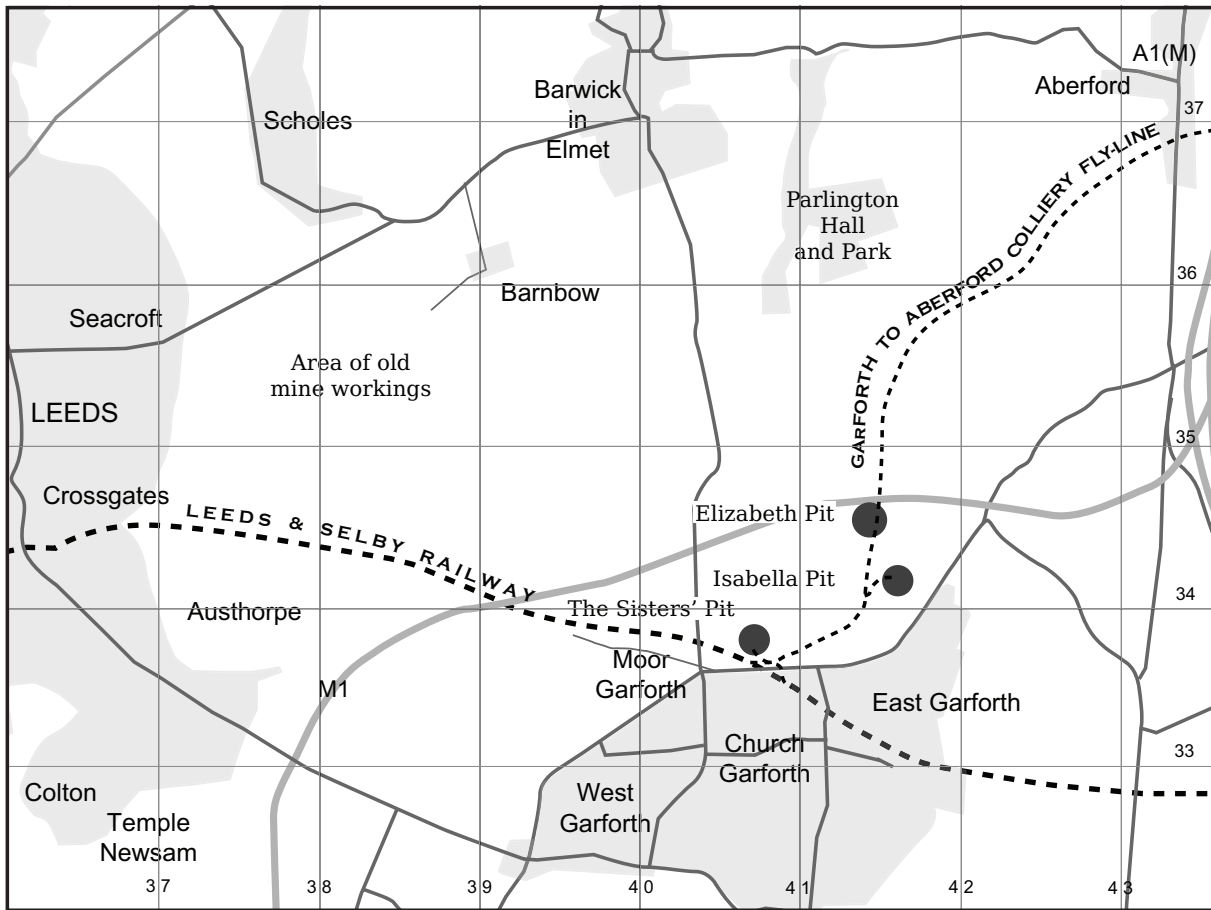 A1(M)
Aberford
Barwick
in
Elmet
Scholes
37
GARFORTH TO ABERFORD COLLIERY FLY-LINE
Parlington
Hall
and Park
36
Barnbow
Seacroft
Area of old
mine workings
LEEDS
35
Crossgates
LEEDS & SELBY RAILWAY
Elizabeth Pit
Isabella Pit
34
Austhorpe
The Sisters' Pit
Moor
Garforth
M1
East Garforth
33
Church
Garforth
Colton
West
Garforth
Temple
Newsam
37 38 39 40 41 42 43